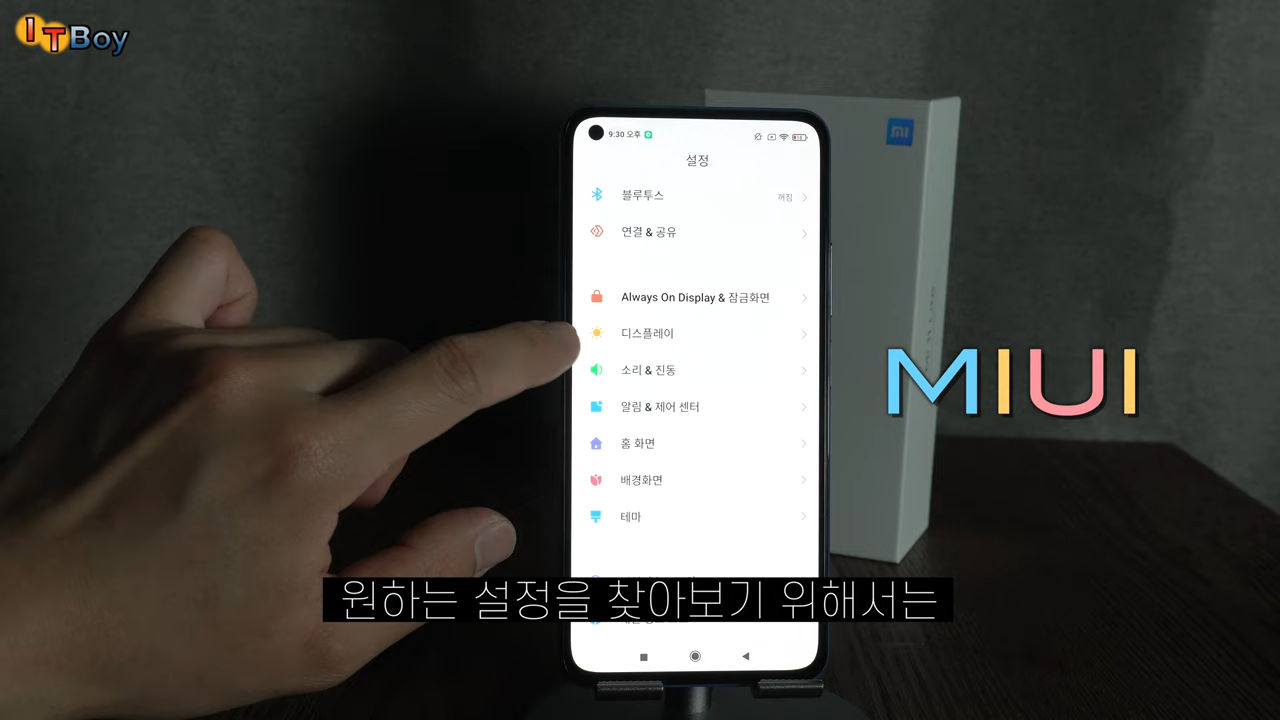 ITBoy
9:30 오후
설정
블루투스
꺼짐
연결 & 공유
Always On Display & 잠금화면
디스플레이
소리 & 진동
알림 & 제어 센터
홈 화면
배경화면
테마
MIUI
원하는 설정을 찾아보기 위해서는